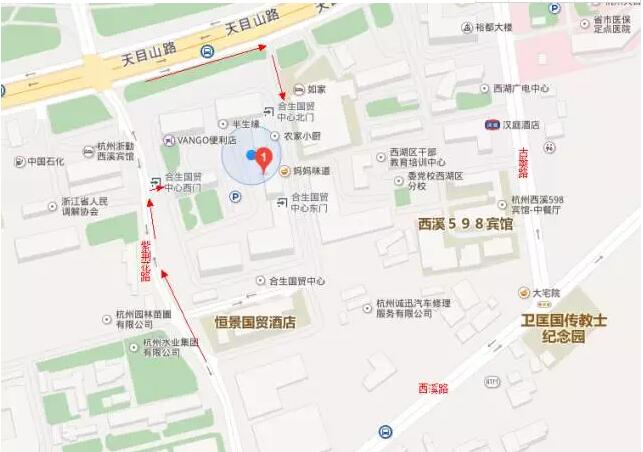 天目山路
天目山路
裕都大厦
省市医保
定点医院
如家
西湖广电中心
合生国贸
中心北门
半生缘
VANGO便利店
农家小厨
汉庭酒店
杭州浙勤
西溪宾馆
中国石化
西湖区干部
教育培训中心
古墩路
合生国贸
中心西门
1
妈妈味道
委党校西湖区
分校
浙江省人民
调解协会
合生国贸
中心东门
杭州西溪598
宾馆-中餐厅
西溪598宾馆
紫荆花路
合生国贸中心
大宅院
杭州园林苗圃
有限公司
恒景国贸酒店
杭州诚迅汽车修理
服务有限公司
卫匡国传教士
纪念园
杭州水业集团
有限公司
西溪路